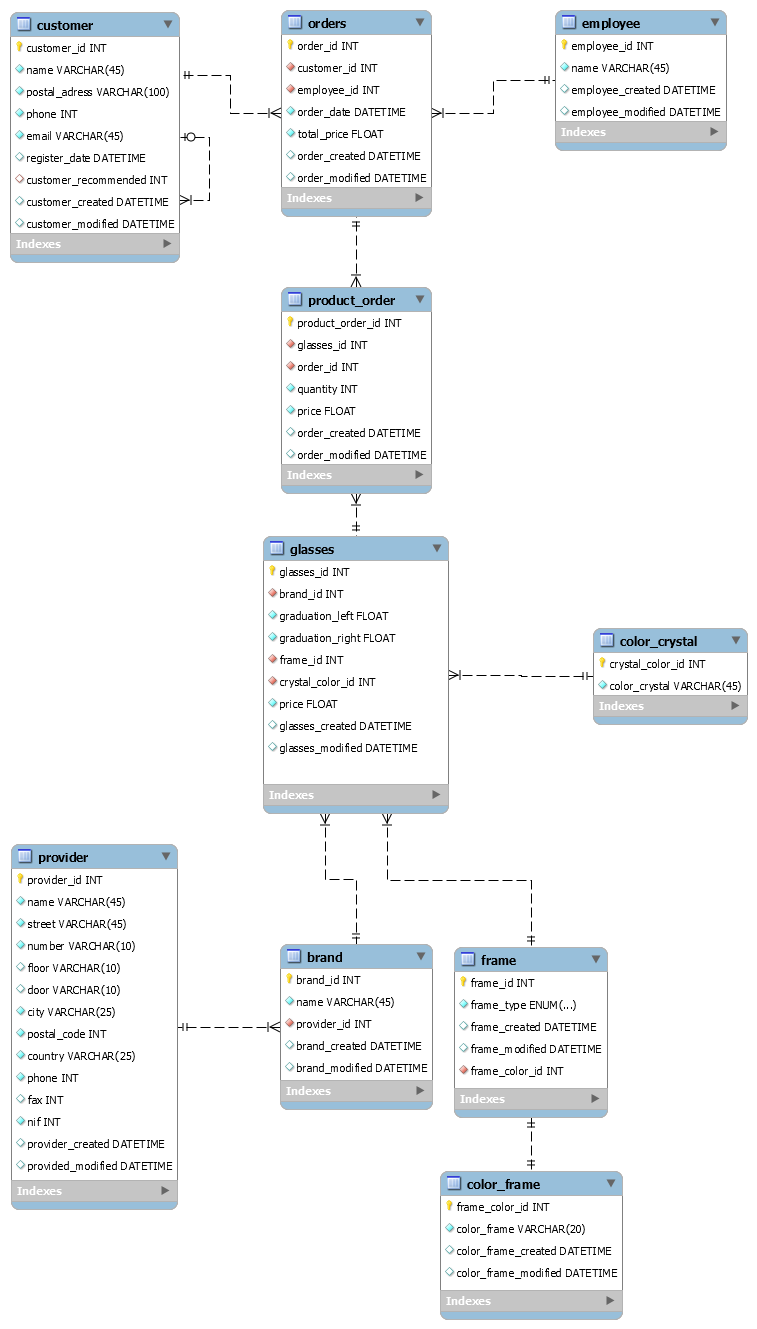 customer
customer_id INT
name VARCHAR(45)
postal_adress VARCHAR(100)
phone INT
email VARCHAR(45)
register_date DATETIME
customer_recommended INT
customer_created DATETIME
customer_modified DATETIME
Indexes
orders
order_id INT
customer_id INT
employee_id INT
order_date DATETIME
total_price FLOAT
order_created DATETIME
order_modified DATETIME
Indexes
employee
employee_id INT
name VARCHAR(45)
employee_created DATETIME
employee_modified DATETIME
Indexes
product_order
product_order_id INT
glasses_id INT
order_id INT
quantity INT
price FLOAT
order_created DATETIME
order_modified DATETIME
Indexes
glasses
glasses_id INT
brand_id INT
graduation_left FLOAT
graduation_right FLOAT
frame_id INT
crystal_color_id INT
price FLOAT
glasses_created DATETIME
glasses_modified DATETIME
Indexes
color_crystal
crystal_color_id INT
color_crystal VARCHAR(45)
Indexes
provider
provider_id INT
name VARCHAR(45)
street VARCHAR(45)
number VARCHAR(10)
floor VARCHAR(10)
door VARCHAR(10)
city VARCHAR(25)
postal_code INT
country VARCHAR(25)
phone INT
fax INT
nif INT
provider_created DATETIME
provided_modified DATETIME
Indexes
brand
brand_id INT
name VARCHAR(45)
provider_id INT
brand_created DATETIME
brand_modified DATETIME
Indexes
frame
frame_id INT
frame_type ENUM(...)
frame_created DATETIME
frame_modified DATETIME
frame_color_id INT
Indexes
color_frame
frame_color_id INT
color_frame VARCHAR(20)
color_frame_created DATETIME
color_frame_modified DATETIME
Indexes